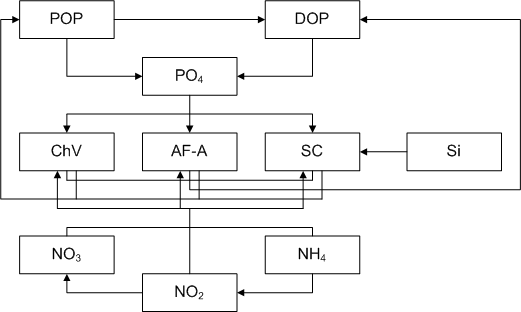 POP DOP
PO₄
ChV AF-A SC Si
NO₃ NH₄
NO₂